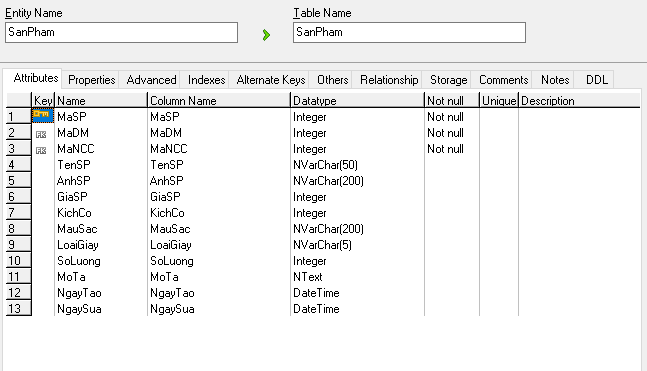 Entity Name Table Name
SanPham SanPham
Attributes Properties Advanced Indexes Alternate Keys Others Relationship Storage Comments Notes DDL
Key Name Column Name Datatype Not null Unique Description
1 MaSP MaSP Integer Not null
2 FK MaDM MaDM Integer Not null
3 FK MaNCC MaNCC Integer Not null
4 TenSP TenSP NVarChar(50)
5 AnhSP AnhSP NVarChar(200)
6 GiaSP GiaSP Integer
7 KichCo KichCo Integer
8 MauSac MauSac NVarChar(200)
9 LoaiGiay LoaiGiay NVarChar(5)
10 SoLuong SoLuong Integer
11 MoTa MoTa NText
12 NgayTao NgayTao DateTime
13 NgaySua NgaySua DateTime